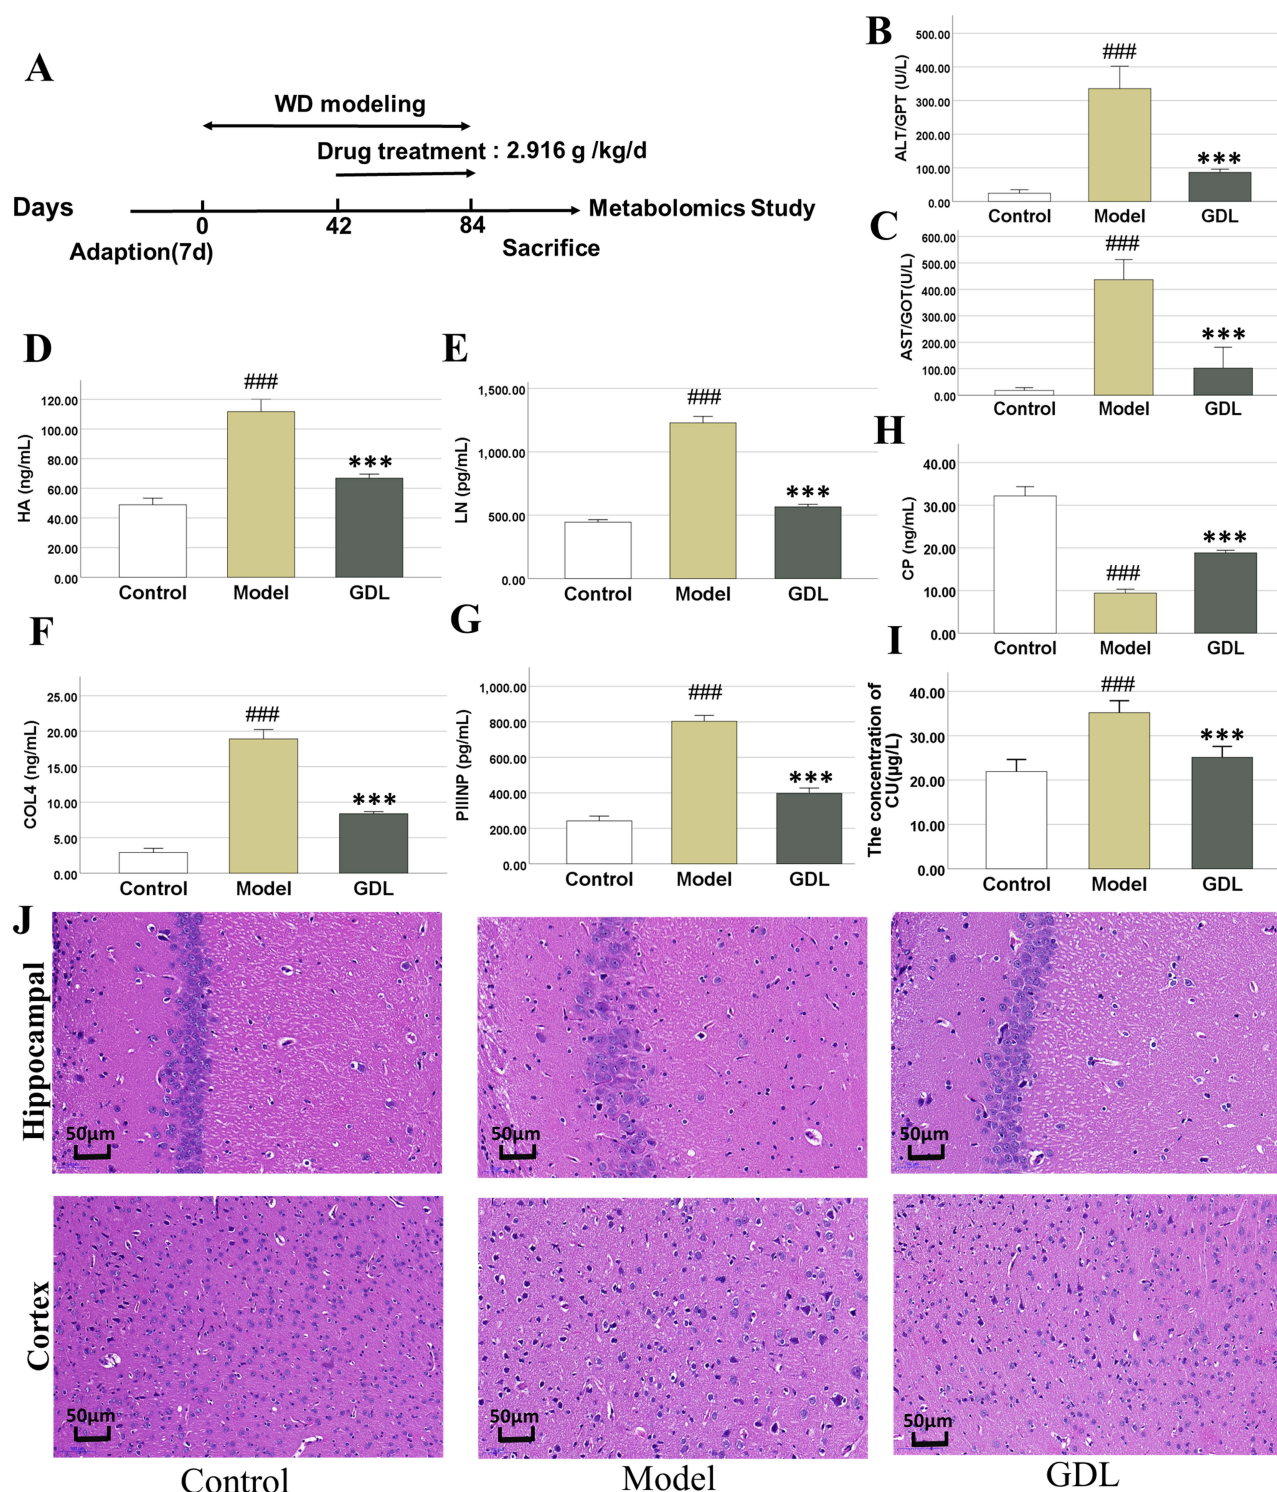 A
WD modeling
Drug treatment : 2.916 g /kg/d
Days
0
42
84
Metabolomics Study
Adaption(7d)
Sacrifice
B
ALT/GPT (U/L)
500.00
400.00
300.00
200.00
100.00
0.00
###
***
Control
Model
GDL
C
AST/GOT(U/L)
600.00
500.00
400.00
300.00
200.00
100.00
0.00
###
***
Control
Model
GDL
D
HA (ng/mL)
120.00
100.00
80.00
60.00
40.00
20.00
0.00
###
***
Control
Model
GDL
E
LN (pg/mL)
1,500.00
1,000.00
500.00
0.00
###
***
Control
Model
GDL
H
CP (ng/mL)
40.00
30.00
20.00
10.00
0.00
###
***
Control
Model
GDL
F
COL4 (ng/mL)
25.00
20.00
15.00
10.00
5.00
0.00
###
***
Control
Model
GDL
G
PIIINP (pg/mL)
1,000.00
800.00
600.00
400.00
200.00
0.00
###
***
Control
Model
GDL
I
The concentration of
CU(μg/L)
40.00
30.00
20.00
10.00
0.00
###
***
Control
Model
GDL
J
Hippocampal
50μm
50μm
50μm
Cortex
50μm
50μm
50μm
Control
Model
GDL